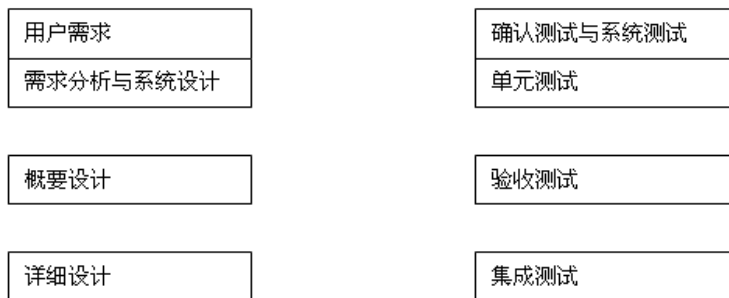 用户需求
确认测试与系统测试
需求分析与系统设计
单元测试
概要设计
验收测试
详细设计
集成测试